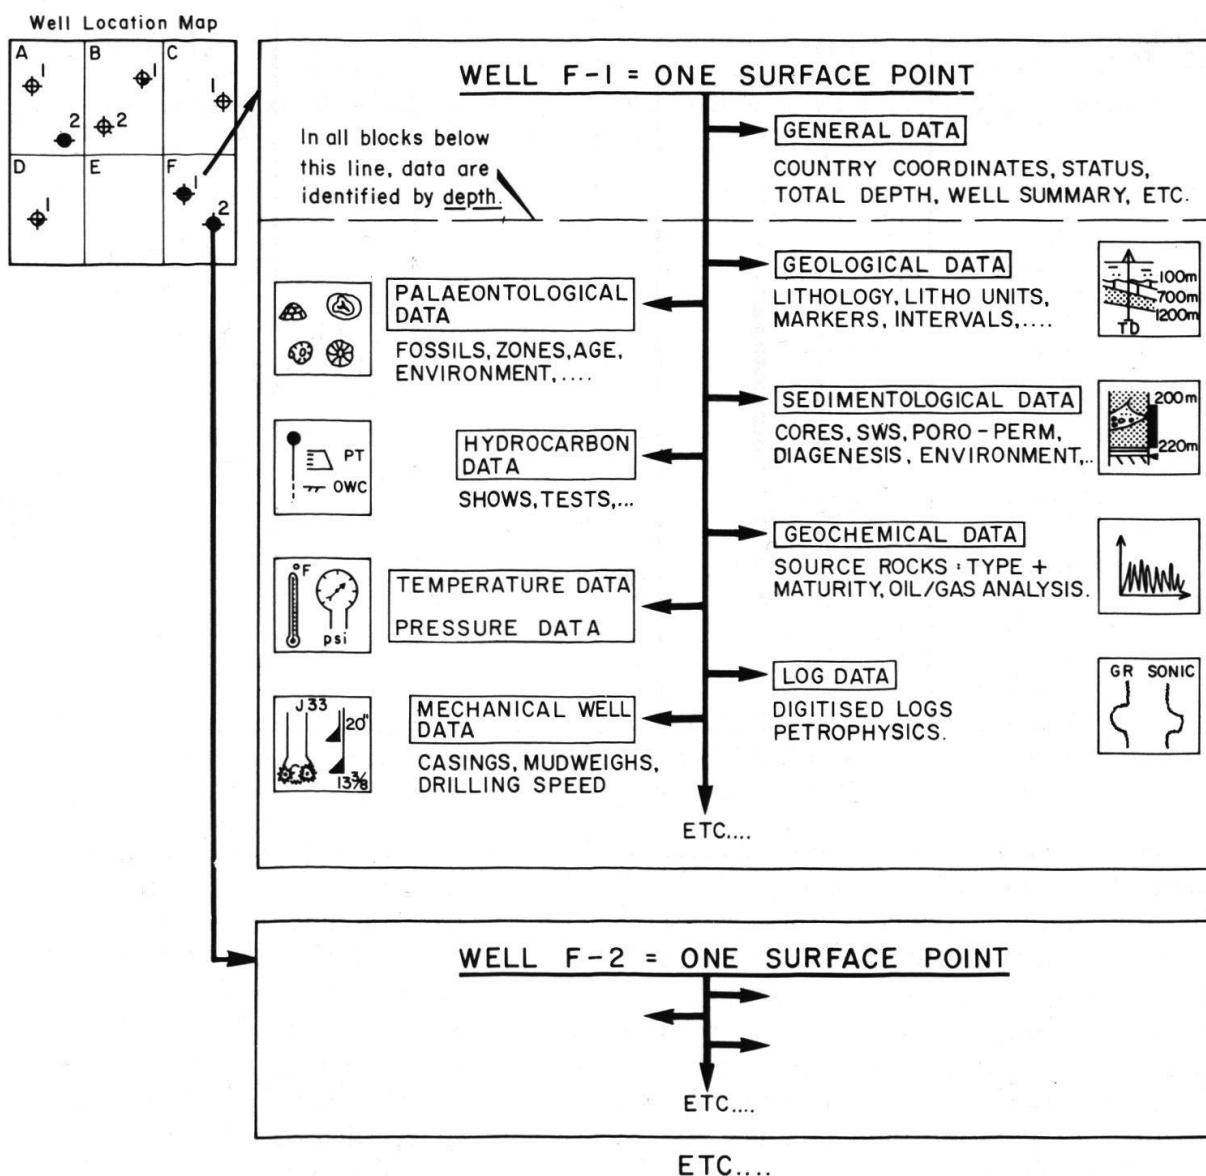 Well Location Map
A
B
C
1
1
1
2
2
D
E
F
1
1
2
WELL F-1 = ONE SURFACE POINT
In all blocks below
this line, data are
identified by depth.
GENERAL DATA
COUNTRY COORDINATES, STATUS,
TOTAL DEPTH, WELL SUMMARY, ETC.
GEOLOGICAL DATA
LITHOLOGY, LITHO UNITS,
MARKERS, INTERVALS,....
100m
700m
1200m
TD
PALAEONTOLOGICAL
DATA
FOSSILS, ZONES, AGE,
ENVIRONMENT,....
SEDIMENTOLOGICAL DATA
CORES, SWS, PORO-PERM,
DIAGENESIS, ENVIRONMENT,..
200m
220m
PT
OWC
HYDROCARBON
DATA
SHOWS, TESTS,...
GEOCHEMICAL DATA
SOURCE ROCKS : TYPE +
MATURITY, OIL/GAS ANALYSIS.
°F
psi
TEMPERATURE DATA
PRESSURE DATA
LOG DATA
DIGITISED LOGS
PETROPHYSICS.
GR SONIC
J33
20"
13⅜
MECHANICAL WELL
DATA
CASINGS, MUDWEIGHS,
DRILLING SPEED
ETC....
WELL F-2 = ONE SURFACE POINT
ETC....
ETC....